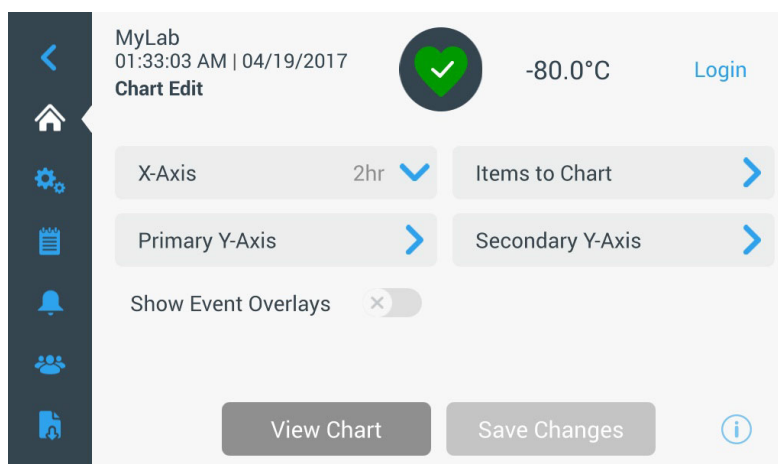 MyLab
01:33:03 AM | 04/19/2017
Chart Edit
-80.0°C
Login
X-Axis 2hr
Items to Chart
Primary Y-Axis
Secondary Y-Axis
Show Event Overlays
View Chart
Save Changes